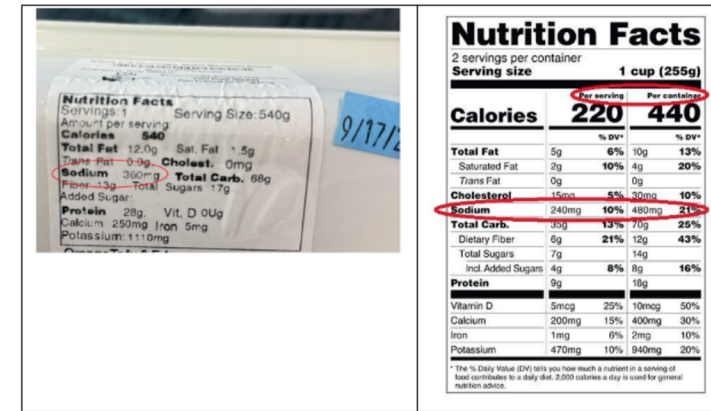 Nutrition Facts
Servings:1 Serving Size:540g
Amount per serving:
Calories 540
Total Fat 12.0g Sat. Fat 1.5g
Trans Fat 0.0g. Cholest. 0mg
Sodium 360mg Total Carb. 68g
Fiber 13g Total Sugars 17g
Added Sugar:
Protein 28g. Vit. D 0Ug
Calcium 250mg Iron 5mg
Potassium: 1110mg
9/17/2
Nutrition Facts
2 servings per container
Serving size 1 cup (255g)
Per serving Per container
Calories 220 440
% DV* % DV*
Total Fat 5g 6% 10g 13%
Saturated Fat 2g 10% 4g 20%
Trans Fat 0g 0g
Cholesterol 15mg 5% 30mg 10%
Sodium 240mg 10% 480mg 21%
Total Carb. 35g 13% 70g 25%
Dietary Fiber 6g 21% 12g 43%
Total Sugars 7g 14g
Incl. Added Sugars 4g 8% 8g 16%
Protein 9g 18g
Vitamin D 5mcg 25% 10mcg 50%
Calcium 200mg 15% 400mg 30%
Iron 1mg 6% 2mg 10%
Potassium 470mg 10% 940mg 20%
* The % Daily Value (DV) tells you how much a nutrient in a serving of
food contributes to a daily diet. 2,000 calories a day is used for general
nutrition advice.